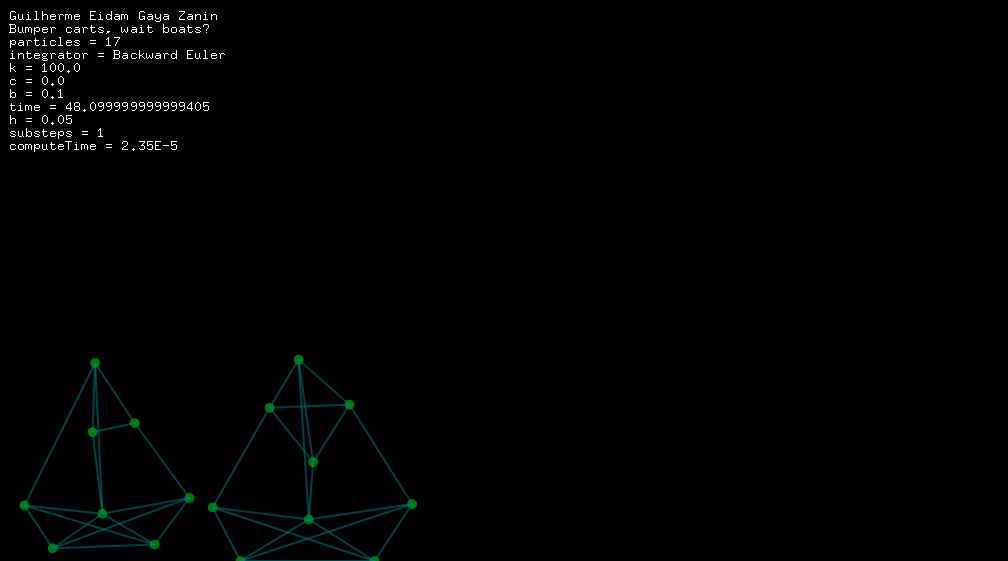 Guilherme Eidam Gaya Zanin
Bumper carts, wait boats?
particles = 17
integrator = Backward Euler
k = 100.0
c = 0.0
b = 0.1
time = 48.099999999999405
h = 0.05
substeps = 1
computeTime = 2.35E-5